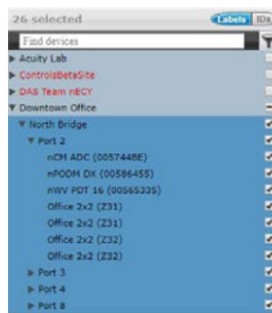 26 selected Labels IDs
Find devices
Acuity Lab
ControlsBetaSite
DAS Team nECY
Downtown Office
North Bridge
Port 2
nCM ADC (005744BE)
nPODM DX (00586455)
nWV PDT 16 (00565335)
Office 2x2 (Z31)
Office 2x2 (Z31)
Office 2x2 (Z32)
Office 2x2 (Z32)
Port 3
Port 4
Port 8